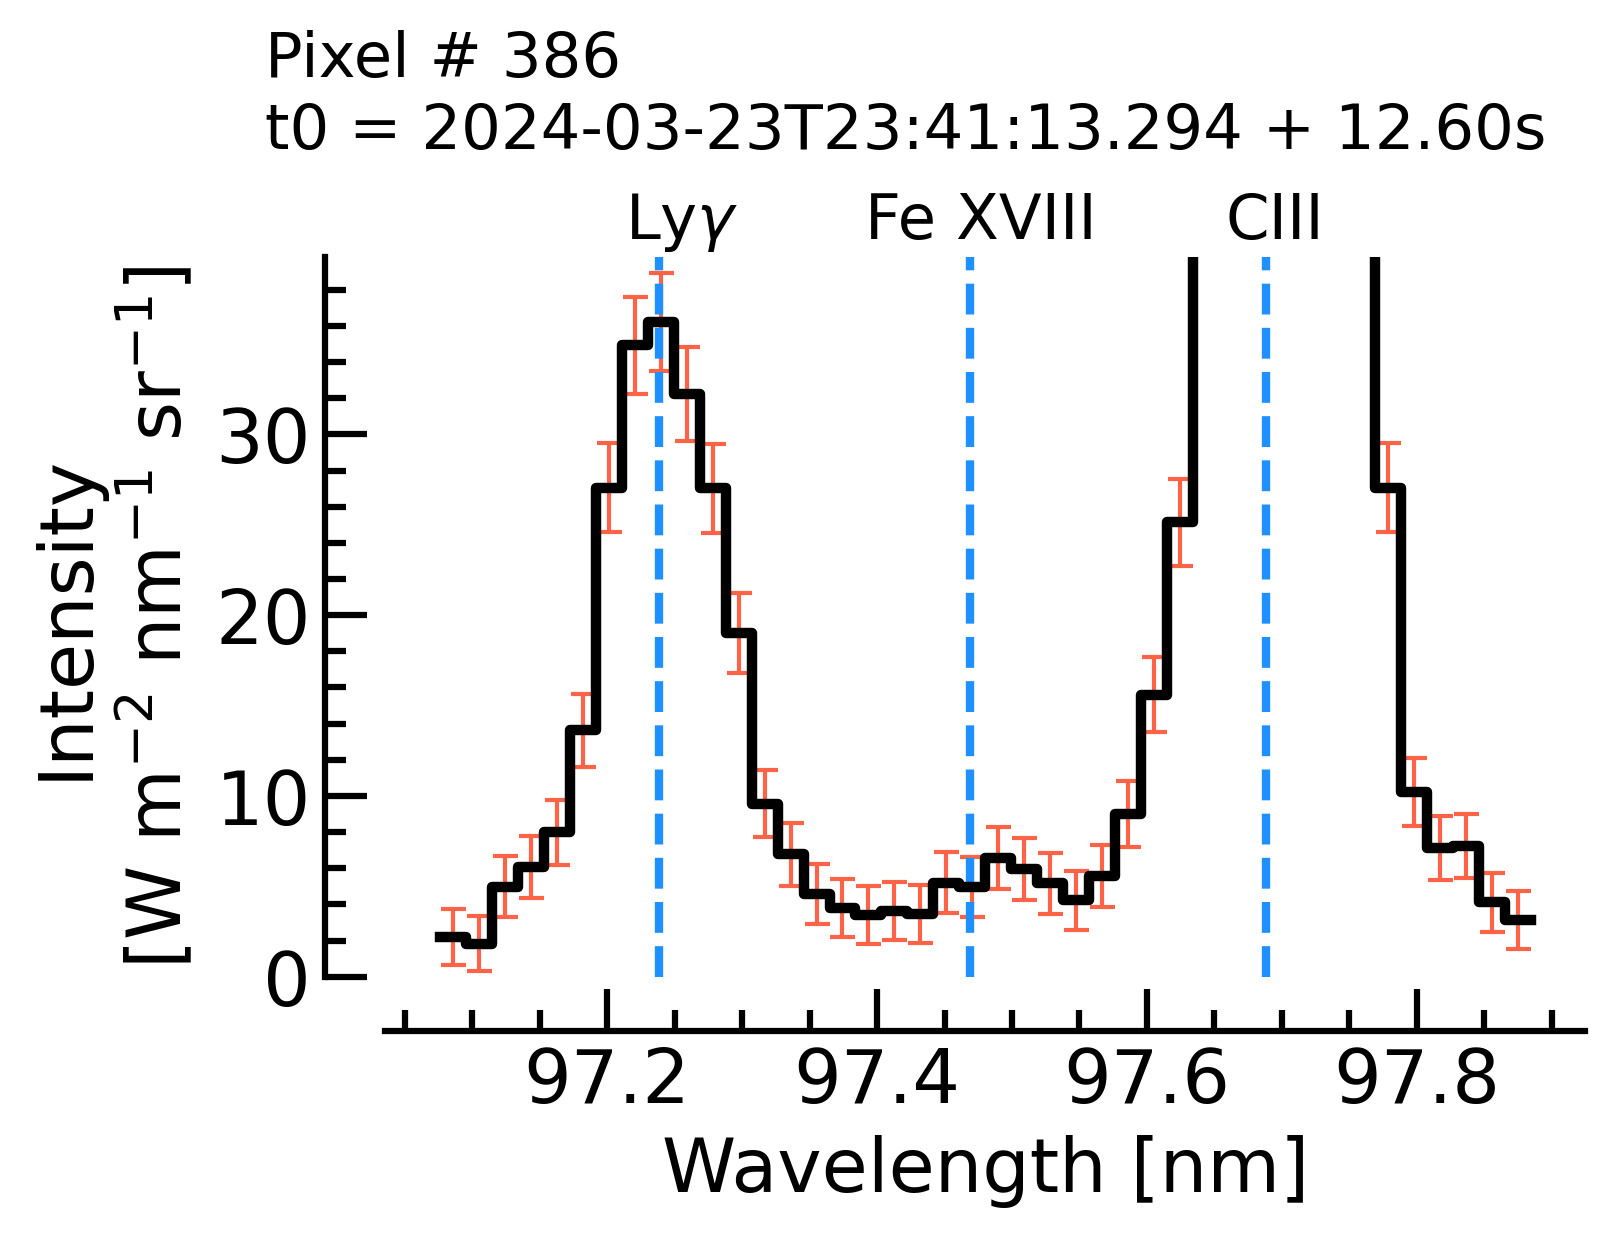 Pixel # 386
t0 = 2024-03-23T23:41:13.294 + 12.60s
Lyγ Fe XVIII CIII
Intensity
[W m⁻² nm⁻¹ sr⁻¹]
30
20
10
0
97.2 97.4 97.6 97.8
Wavelength [nm]